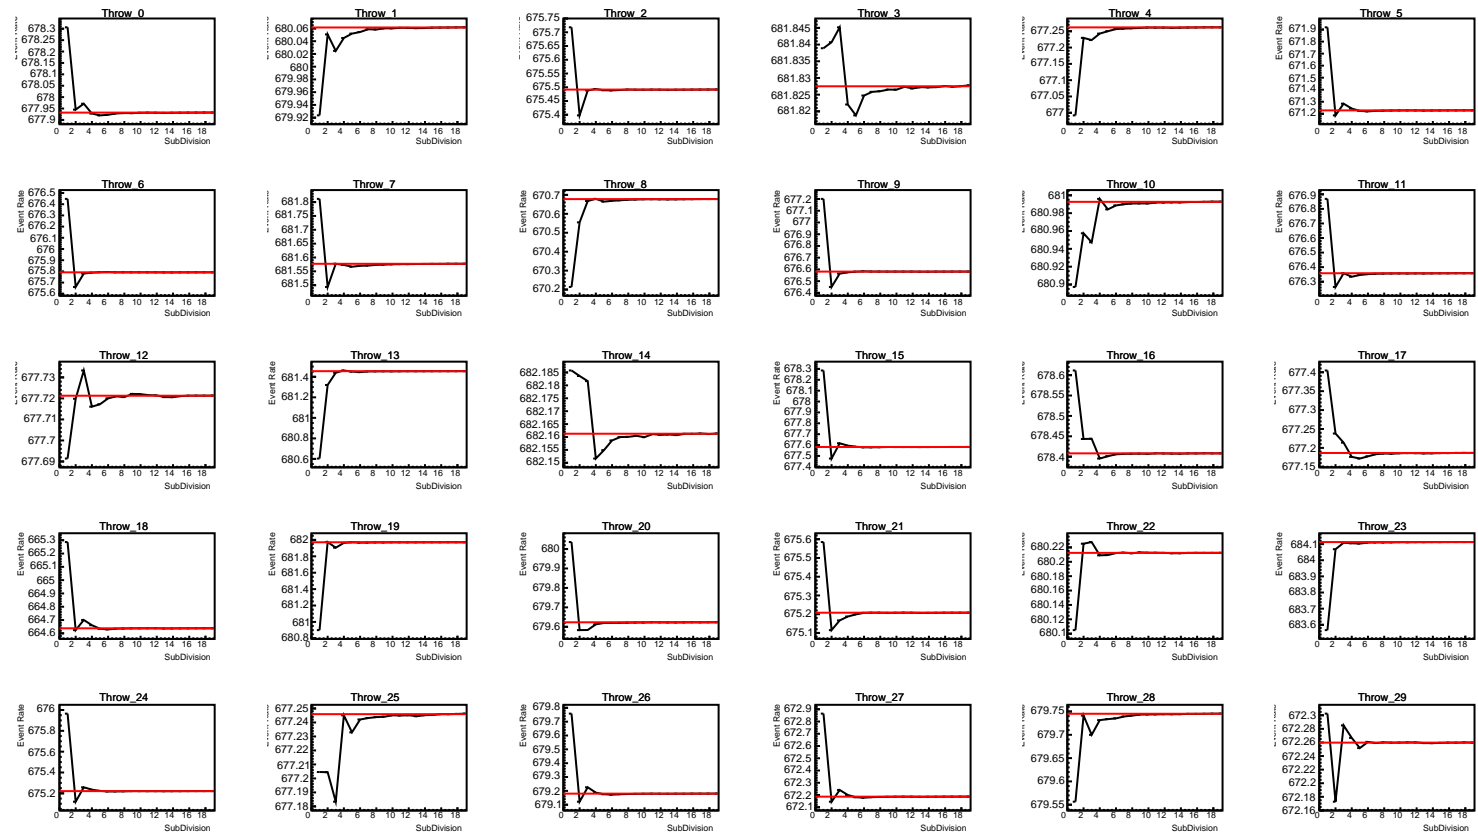 Throw_0
678.3
678.25
678.2
678.15
678.1
678.05
678
677.95
677.9
0 2 4 6 8 10 12 14 16 18
SubDivision
Throw_1
680.06
680.04
680.02
680
679.98
679.96
679.94
679.92
0 2 4 6 8 10 12 14 16 18
SubDivision
Throw_2
675.75
675.7
675.65
675.6
675.55
675.5
675.45
675.4
0 2 4 6 8 10 12 14 16 18
SubDivision
Throw_3
681.845
681.84
681.835
681.83
681.825
681.82
0 2 4 6 8 10 12 14 16 18
SubDivision
Throw_4
677.25
677.2
677.15
677.1
677.05
677
0 2 4 6 8 10 12 14 16 18
SubDivision
Throw_5
Event Rate
671.9
671.8
671.7
671.6
671.5
671.4
671.3
671.2
0 2 4 6 8 10 12 14 16 18
SubDivision
Throw_6
Event Rate
676.5
676.4
676.3
676.2
676.1
676
675.9
675.8
675.7
675.6
0 2 4 6 8 10 12 14 16 18
SubDivision
Throw_7
681.8
681.75
681.7
681.65
681.6
681.55
681.5
0 2 4 6 8 10 12 14 16 18
SubDivision
Throw_8
Event Rate
670.7
670.6
670.5
670.4
670.3
670.2
0 2 4 6 8 10 12 14 16 18
SubDivision
Throw_9
Event Rate
677.2
677.1
677
676.9
676.8
676.7
676.6
676.5
676.4
0 2 4 6 8 10 12 14 16 18
SubDivision
Throw_10
681
680.98
680.96
680.94
680.92
680.9
0 2 4 6 8 10 12 14 16 18
SubDivision
Throw_11
Event Rate
676.9
676.8
676.7
676.6
676.5
676.4
676.3
0 2 4 6 8 10 12 14 16 18
SubDivision
Throw_12
677.73
677.72
677.71
677.7
677.69
0 2 4 6 8 10 12 14 16 18
SubDivision
Throw_13
Event Rate
681.4
681.2
681
680.8
680.6
0 2 4 6 8 10 12 14 16 18
SubDivision
Throw_14
682.185
682.18
682.175
682.17
682.165
682.16
682.155
682.15
0 2 4 6 8 10 12 14 16 18
SubDivision
Throw_15
Event Rate
678.3
678.2
678.1
678
677.9
677.8
677.7
677.6
677.5
677.4
0 2 4 6 8 10 12 14 16 18
SubDivision
Throw_16
678.6
678.55
678.5
678.45
678.4
0 2 4 6 8 10 12 14 16 18
SubDivision
Throw_17
677.4
677.35
677.3
677.25
677.2
677.15
0 2 4 6 8 10 12 14 16 18
SubDivision
Throw_18
Event Rate
665.3
665.2
665.1
665
664.9
664.8
664.7
664.6
0 2 4 6 8 10 12 14 16 18
SubDivision
Throw_19
Event Rate
682
681.8
681.6
681.4
681.2
681
680.8
0 2 4 6 8 10 12 14 16 18
SubDivision
Throw_20
Event Rate
680
679.9
679.8
679.7
679.6
0 2 4 6 8 10 12 14 16 18
SubDivision
Throw_21
Event Rate
675.6
675.5
675.4
675.3
675.2
675.1
0 2 4 6 8 10 12 14 16 18
SubDivision
Throw_22
680.22
680.2
680.18
680.16
680.14
680.12
680.1
0 2 4 6 8 10 12 14 16 18
SubDivision
Throw_23
Event Rate
684.1
684
683.9
683.8
683.7
683.6
0 2 4 6 8 10 12 14 16 18
SubDivision
Throw_24
Event Rate
676
675.8
675.6
675.4
675.2
0 2 4 6 8 10 12 14 16 18
SubDivision
Throw_25
677.25
677.24
677.23
677.22
677.21
677.2
677.19
677.18
0 2 4 6 8 10 12 14 16 18
SubDivision
Throw_26
Event Rate
679.8
679.7
679.6
679.5
679.4
679.3
679.2
679.1
0 2 4 6 8 10 12 14 16 18
SubDivision
Throw_27
Event Rate
672.9
672.8
672.7
672.6
672.5
672.4
672.3
672.2
672.1
0 2 4 6 8 10 12 14 16 18
SubDivision
Throw_28
679.75
679.7
679.65
679.6
679.55
0 2 4 6 8 10 12 14 16 18
SubDivision
Throw_29
672.3
672.28
672.26
672.24
672.22
672.2
672.18
672.16
0 2 4 6 8 10 12 14 16 18
SubDivision